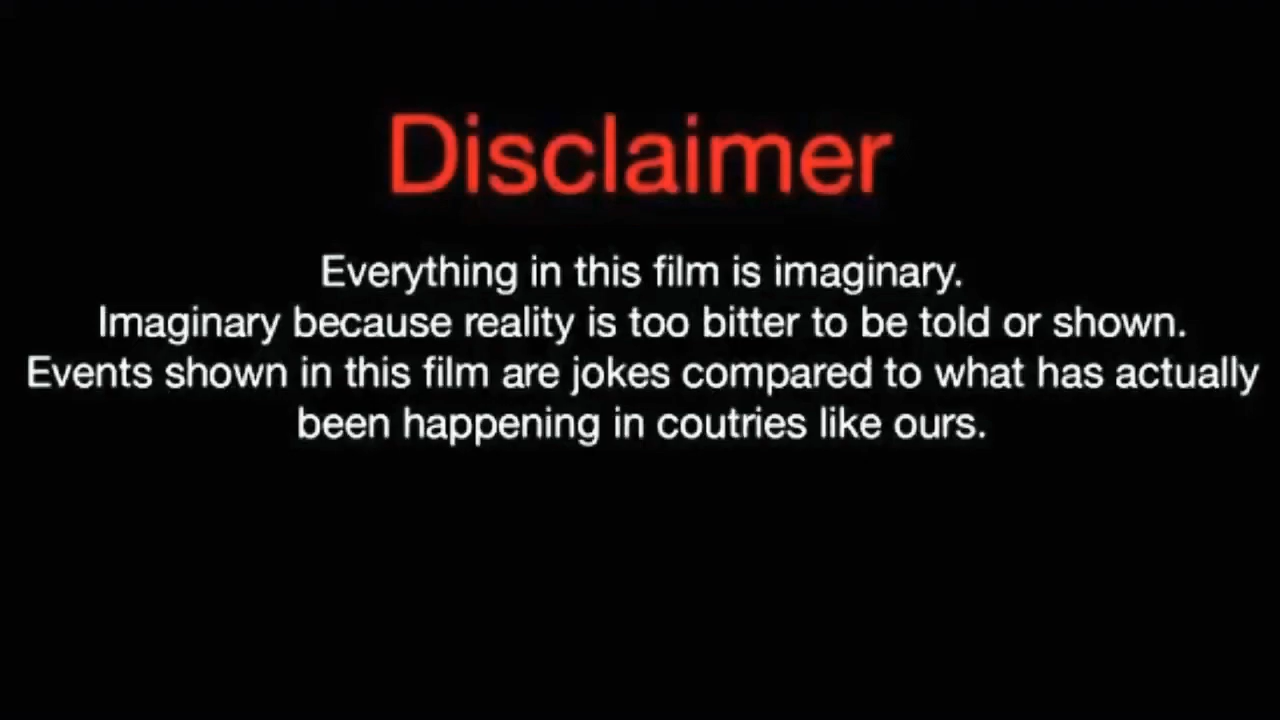 Disclaimer
Everything in this film is imaginary.
Imaginary because reality is too bitter to be told or shown.
Events shown in this film are jokes compared to what has actually
been happening in coutries like ours.